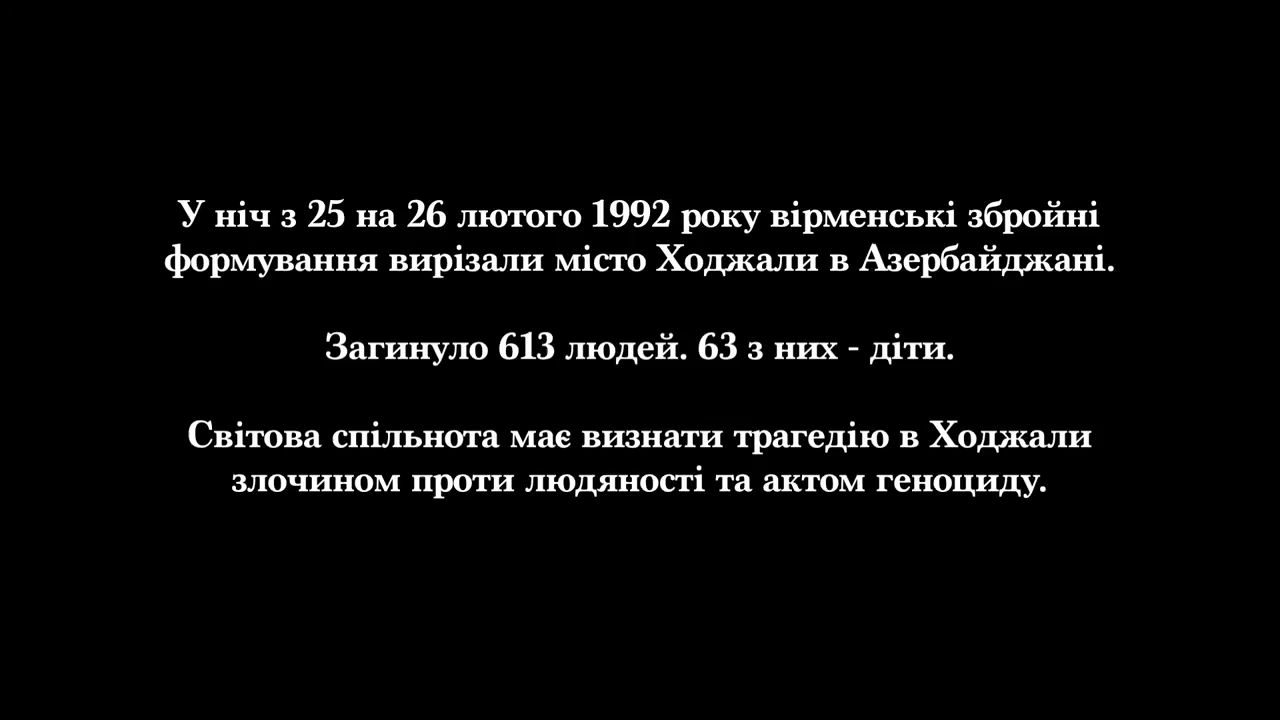 У ніч з 25 на 26 лютого 1992 року вірменські збройні
формування вирізали місто Ходжали в Азербайджані.
Загинуло 613 людей. 63 з них - діти.
Світова спільнота має визнати трагедію в Ходжали
злочином проти людяності та актом геноциду.